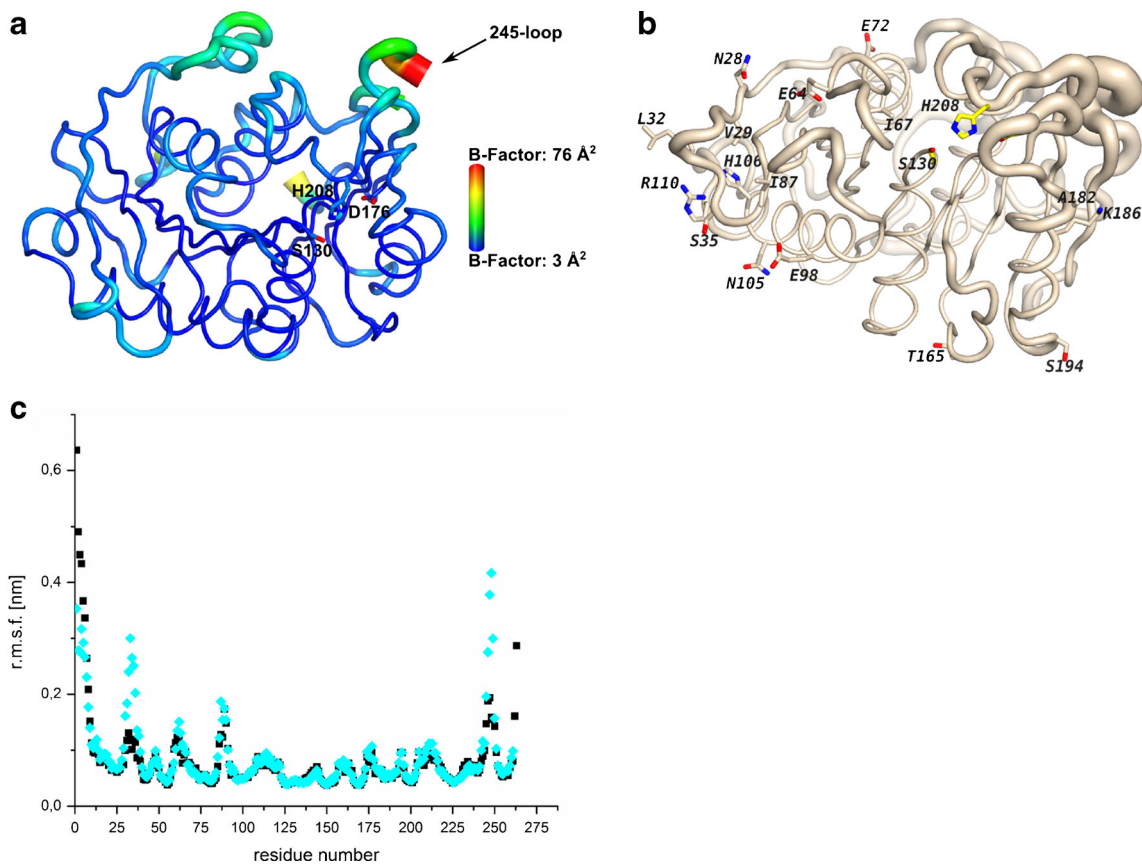 a
245-loop
B-Factor: 76 Å²
H208
D176
S130
B-Factor: 3 Å²
b
E72
N28
E64
H208
L32
I67
V29
S130
H106
I87
R110
A182
K186
S35
N105
E98
T165
S194
c
0,6
0,4
0,2
0,0
r.m.s.f. [nm]
0 25 50 75 100 125 150 175 200 225 250 275
residue number